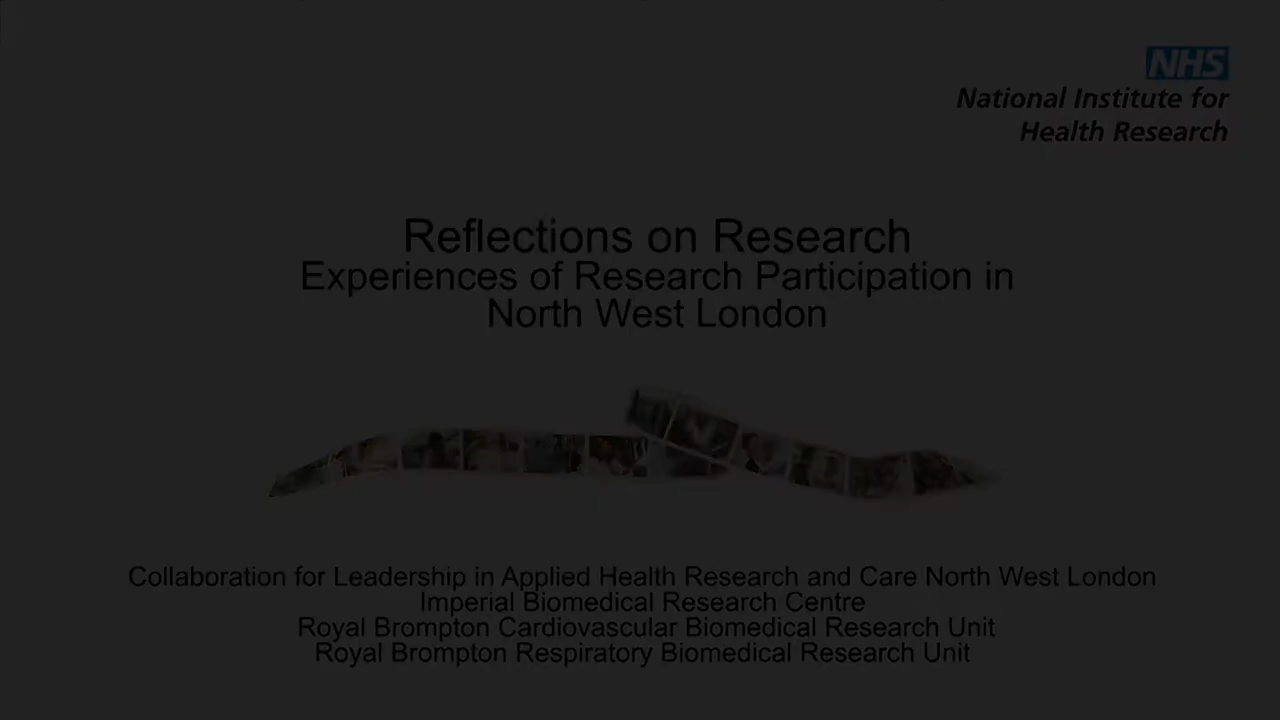 NHS
National Institute for
Health Research
Reflections on Research
Experiences of Research Participation in
North West London
Collaboration for Leadership in Applied Health Research and Care North West London
Imperial Biomedical Research Centre
Royal Brompton Cardiovascular Biomedical Research Unit
Royal Brompton Respiratory Biomedical Research Unit